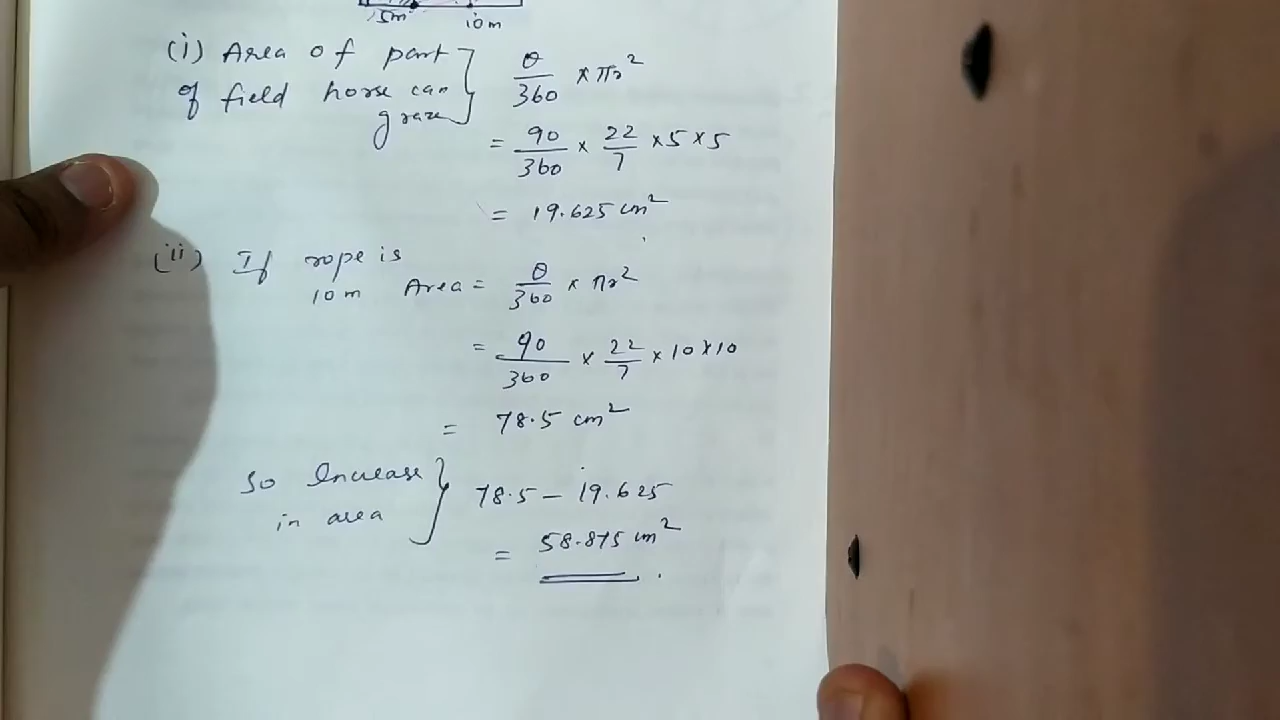 5m 10m
(i) Area of part } θ/360 × πr²
of field horse can
graze
= 90/360 × 22/7 × 5 × 5
= 19.625 cm²
(ii) If rope is
10 m Area = θ/360 × πr²
= 90/360 × 22/7 × 10 × 10
= 78.5 cm²
So Increase } 78.5 – 19.625
in area
= 58.875 cm²